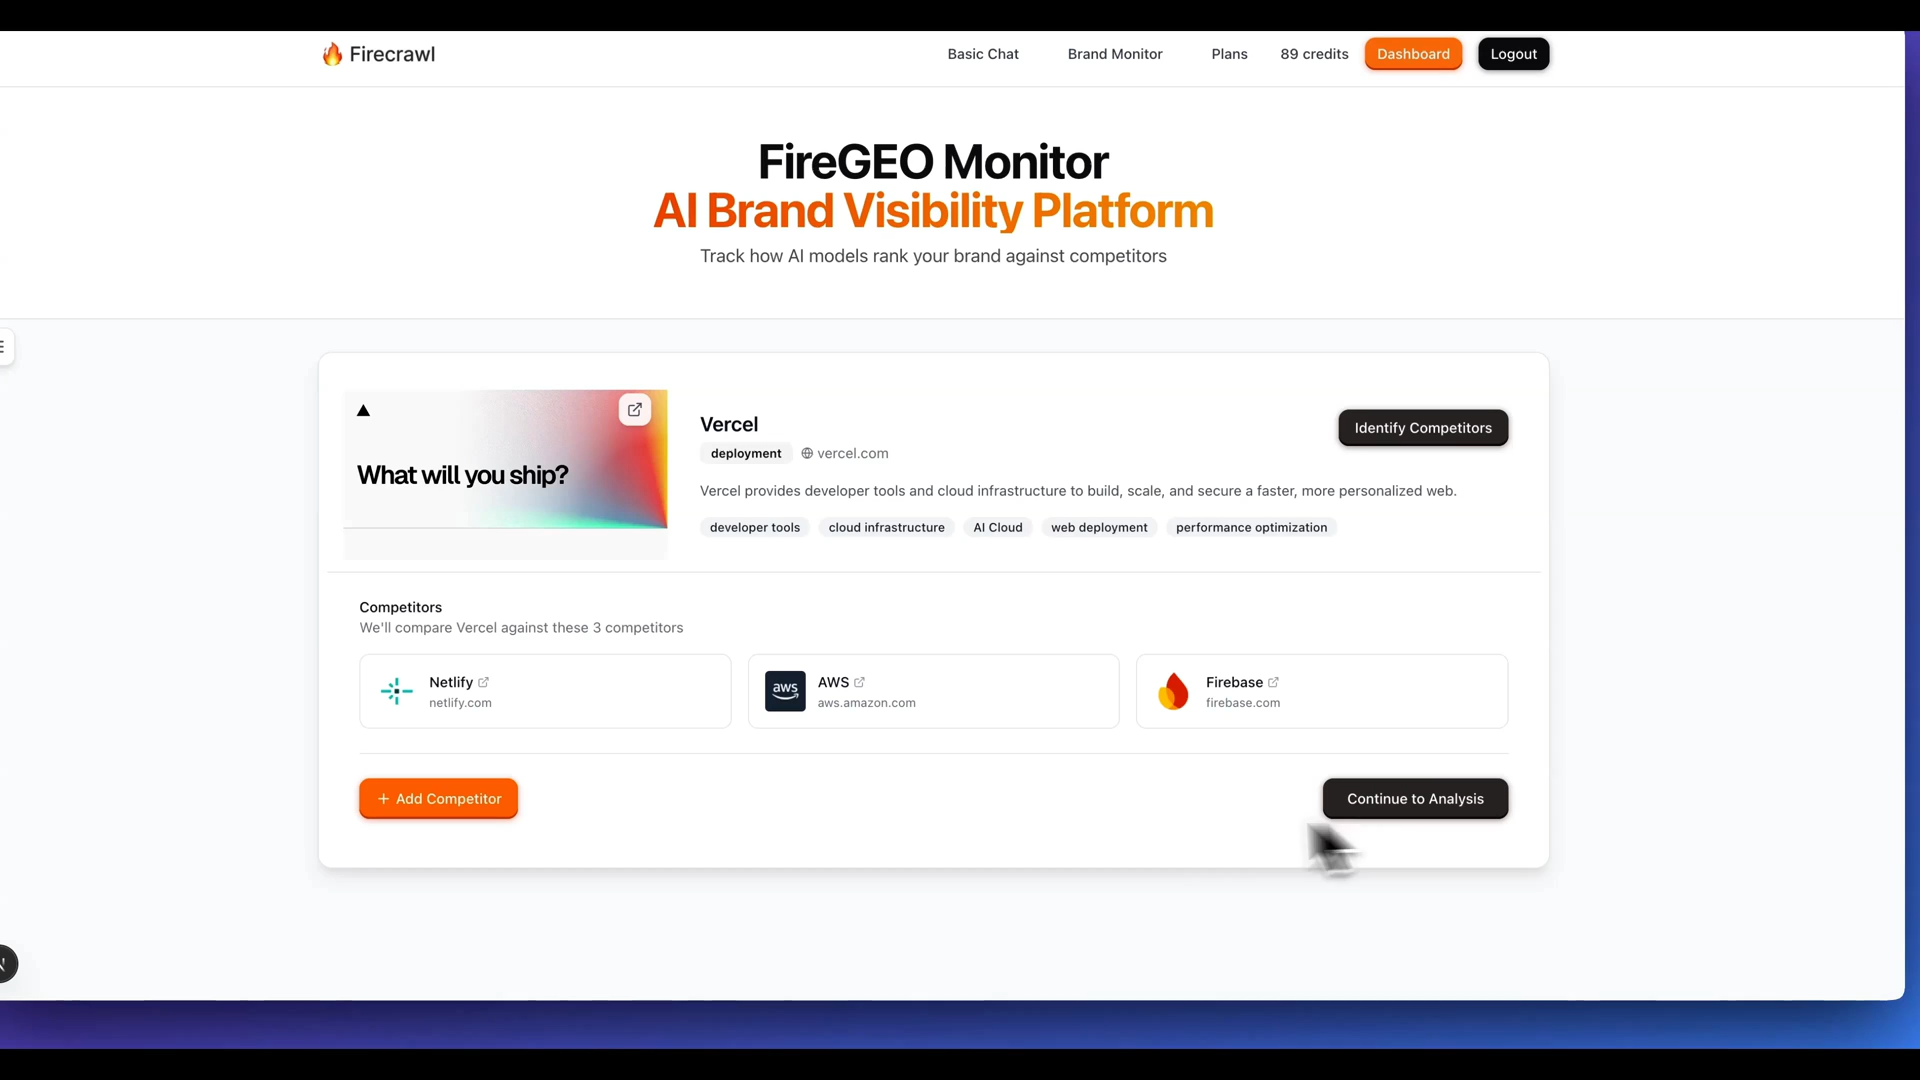 Firecrawl
Basic Chat
Brand Monitor
Plans
89 credits
Dashboard
Logout
FireGEO Monitor
AI Brand Visibility Platform
Track how AI models rank your brand against competitors
What will you ship?
Vercel
deployment
vercel.com
Identify Competitors
Vercel provides developer tools and cloud infrastructure to build, scale, and secure a faster, more personalized web.
developer tools
cloud infrastructure
AI Cloud
web deployment
performance optimization
Competitors
We'll compare Vercel against these 3 competitors
Netlify
netlify.com
aws
AWS
aws.amazon.com
Firebase
firebase.com
+ Add Competitor
Continue to Analysis